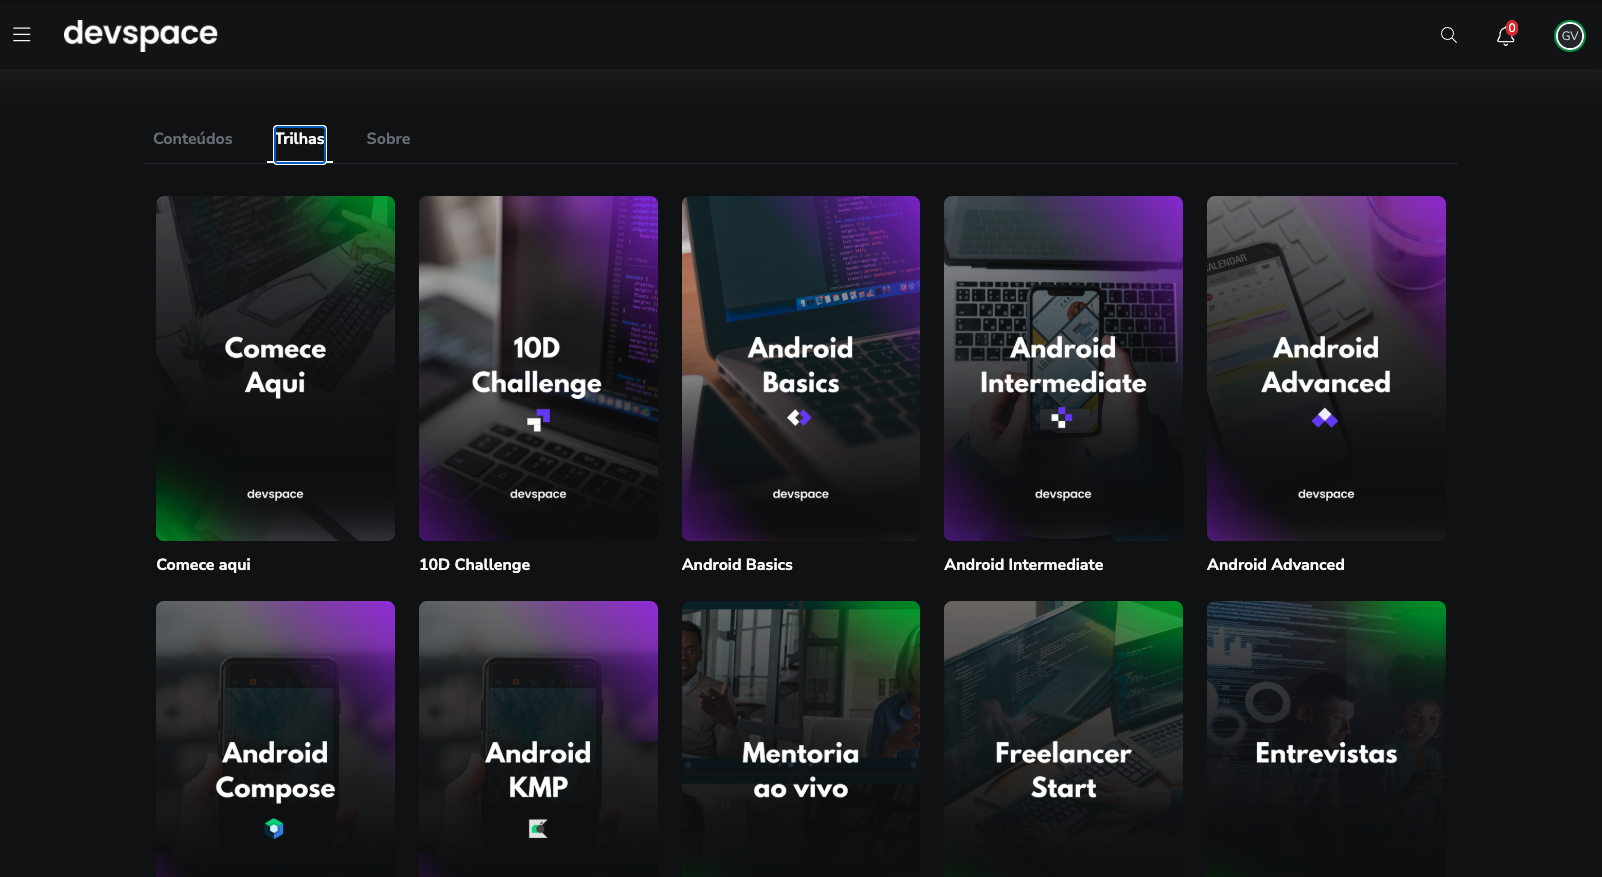 devspace
0
GV
Conteúdos
Trilhas
Sobre
Comece
Aqui
devspace
10D
Challenge
devspace
Android
Basics
devspace
Android
Intermediate
devspace
CALENDAR
Android
Advanced
devspace
Comece aqui
10D Challenge
Android Basics
Android Intermediate
Android Advanced
Android
Compose
Android
KMP
Mentoria
ao vivo
Freelancer
Start
Entrevistas